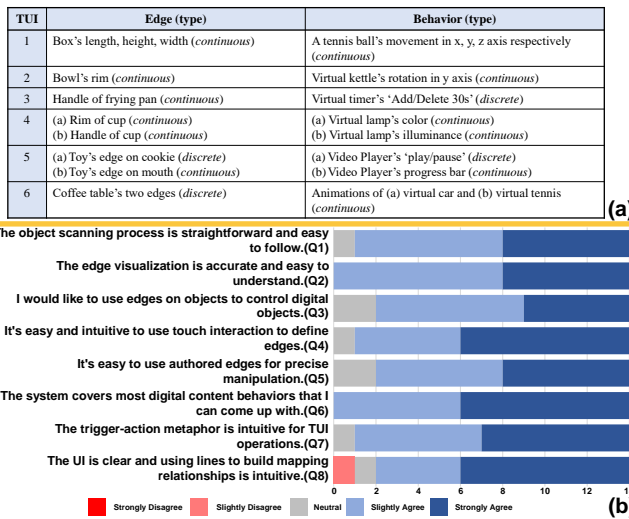 TUI Edge (type) Behavior (type)
1 Box's length, height, width (continuous) A tennis ball's movement in x, y, z axis respectively
(continuous)
2 Bowl's rim (continuous) Virtual kettle's rotation in y axis (continuous)
3 Handle of frying pan (continuous) Virtual timer's 'Add/Delete 30s' (discrete)
4 (a) Rim of cup (continuous) (a) Virtual lamp's color (continuous)
(b) Handle of cup (continuous) (b) Virtual lamp's illuminance (continuous)
5 (a) Toy's edge on cookie (discrete) (a) Video Player's 'play/pause' (discrete)
(b) Toy's edge on mouth (continuous) (b) Video Player's progress bar (continuous)
6 Coffee table's two edges (discrete) Animations of (a) virtual car and (b) virtual tennis
(continuous)
(a)
he object scanning process is straightforward and easy
to follow.(Q1)
The edge visualization is accurate and easy to
understand.(Q2)
I would like to use edges on objects to control digital
objects.(Q3)
It's easy and intuitive to use touch interaction to define
edges.(Q4)
It's easy to use authored edges for precise
manipulation.(Q5)
The system covers most digital content behaviors that I
can come up with.(Q6)
The trigger-action metaphor is intuitive for TUI
operations.(Q7)
The UI is clear and using lines to build mapping
relationships is intuitive.(Q8)
0 2 4 6 8 10 12
Strongly Disagree Slightly Disagree Neutral Slightly Agree Strongly Agree
(b